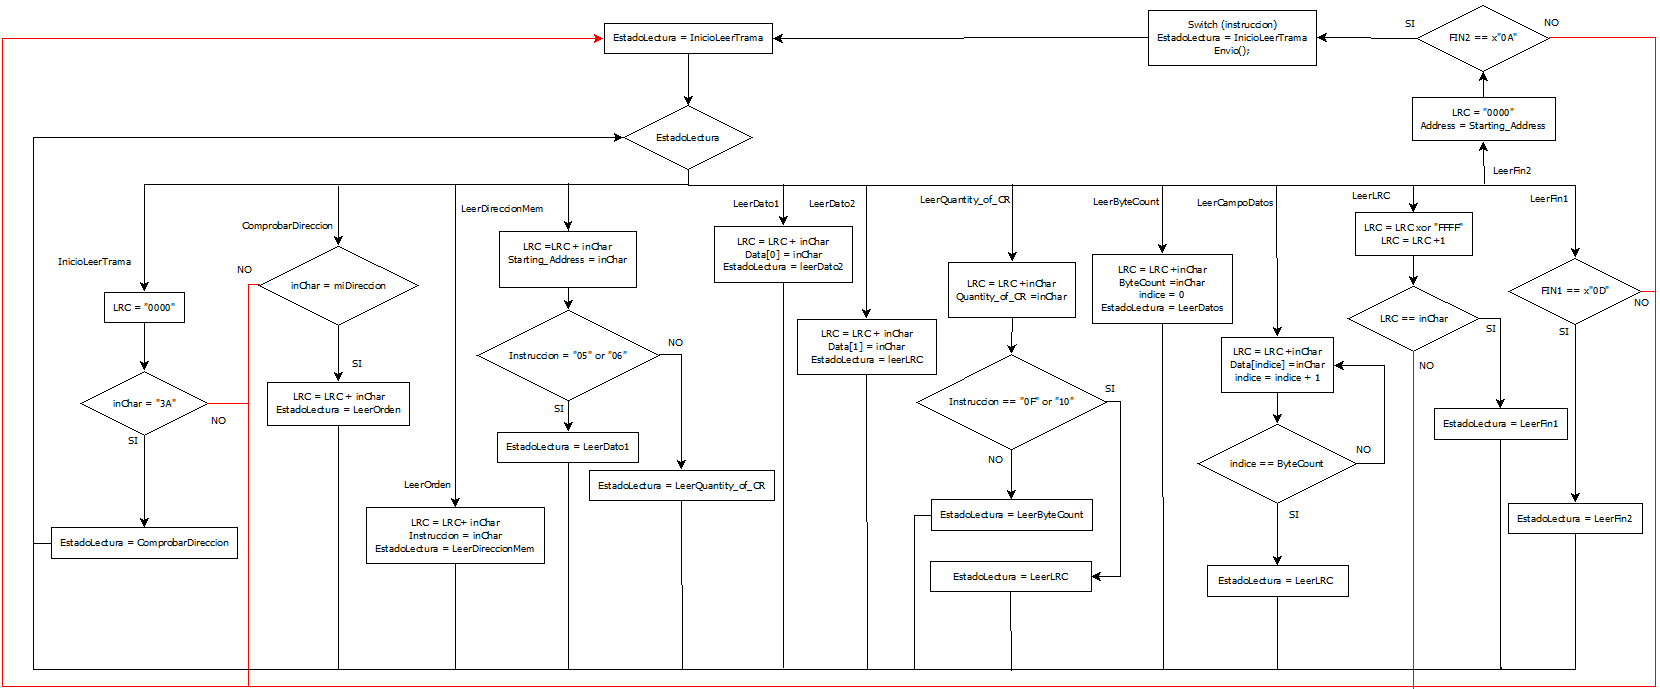 EstadoLectura = InicioLeerTrama
Switch (instruccion)
EstadoLectura = InicioLeerTrama
Envio();
SI
FIN2 == x"0A"
NO
LRC = "0000"
Address = Starting_Address
LeerFin2
EstadoLectura
InicioLeerTrama
LRC = "0000"
inChar = "3A"
NO
SI
EstadoLectura = ComprobarDireccion
ComprobarDireccion
NO
inChar = miDireccion
SI
LRC = LRC + inChar
EstadoLectura = LeerOrden
LeerOrden
LRC = LRC+ inChar
Instruccion = inChar
EstadoLectura = LeerDireccionMem
LeerDireccionMem
LRC =LRC + inChar
Starting_Address = inChar
Instruccion = "05" or "06"
NO
SI
EstadoLectura = LeerDato1
EstadoLectura = LeerQuantity_of_CR
LeerDato1
LRC = LRC + inChar
Data[0] = inChar
EstadoLectura = leerDato2
LeerDato2
LRC = LRC + inChar
Data[1] = inChar
EstadoLectura = leerLRC
LeerQuantity_of_CR
LRC = LRC +inChar
Quantity_of_CR =inChar
Instruccion == "0F" or "10"
SI
NO
EstadoLectura = LeerByteCount
EstadoLectura = LeerLRC
LeerByteCount
LRC = LRC +inChar
ByteCount =inChar
indice = 0
EstadoLectura = LeerDatos
LeerCampoDatos
LRC = LRC +inChar
Data[indice] =inChar
indice = indice + 1
indice == ByteCount
NO
SI
EstadoLectura = LeerLRC
LeerLRC
LRC = LRC xor "FFFF"
LRC = LRC +1
LRC == inChar
SI
NO
EstadoLectura = LeerFin1
LeerFin1
FIN1 == x"0D"
NO
SI
EstadoLectura = LeerFin2